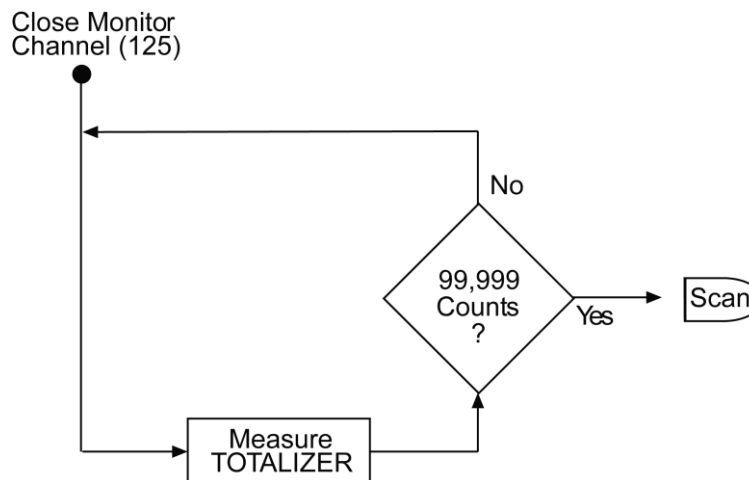 Close Monitor
Channel (125)
No
99,999
Counts
?
Yes
Scan
Measure
TOTALIZER